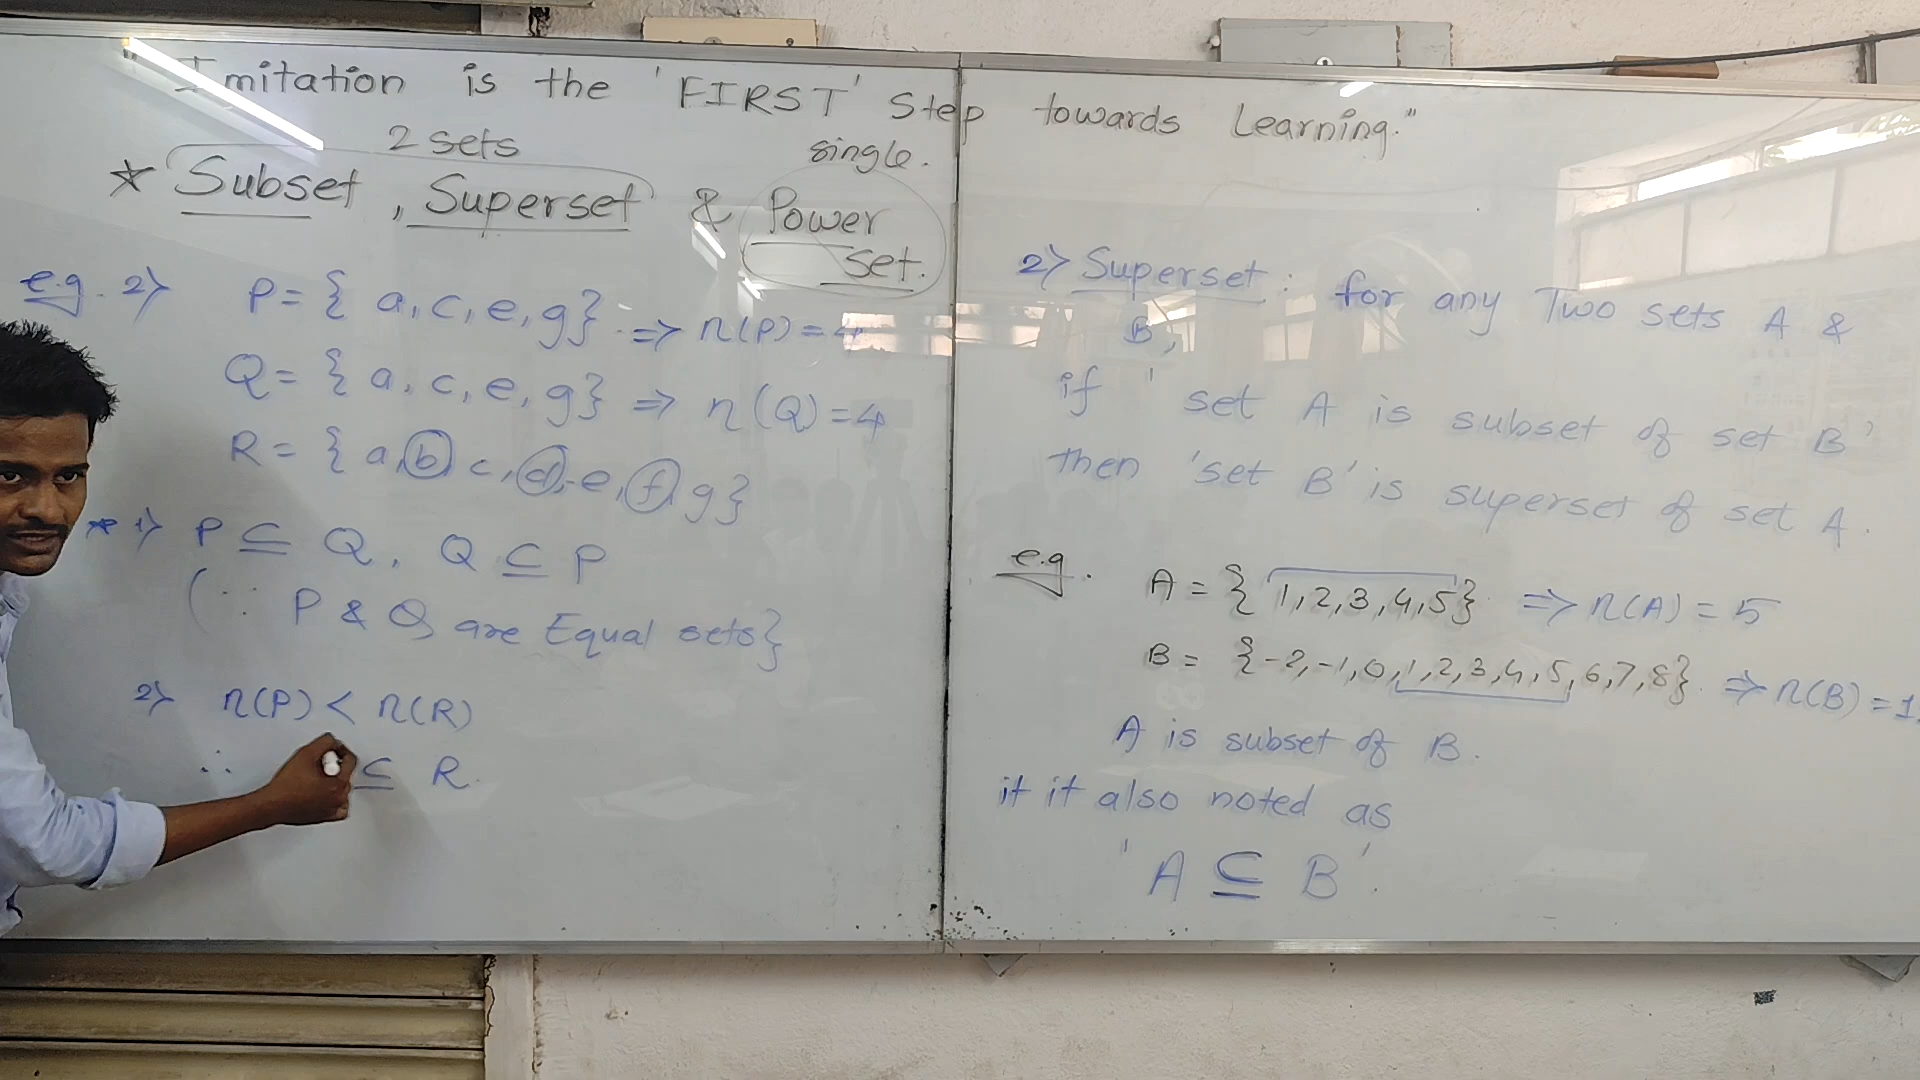 "Imitation is the 'FIRST' Step towards Learning."
2 sets single.
* Subset, Superset & Power set.
e.g. 2) P = { a, c, e, g} ⇒ n(P) = 4
Q = { a, c, e, g} ⇒ n(Q) = 4
R = { a, b, c, d, e, f, g}
* 1) P ⊆ Q, Q ⊆ P
(∵ P & Q are Equal sets}
2) n(P) < n(R)
∴ ⊆ R.
2) Superset : for any Two sets A &
B,
if 'set A is subset of set B'
then 'set B' is superset of set A.
e.g. A = { 1,2,3,4,5} ⇒ n(A) = 5
B = {-2,-1,0,1,2,3,4,5,6,7,8} ⇒ n(B) = 1
A is subset of B.
it it also noted as
'A ⊆ B'.